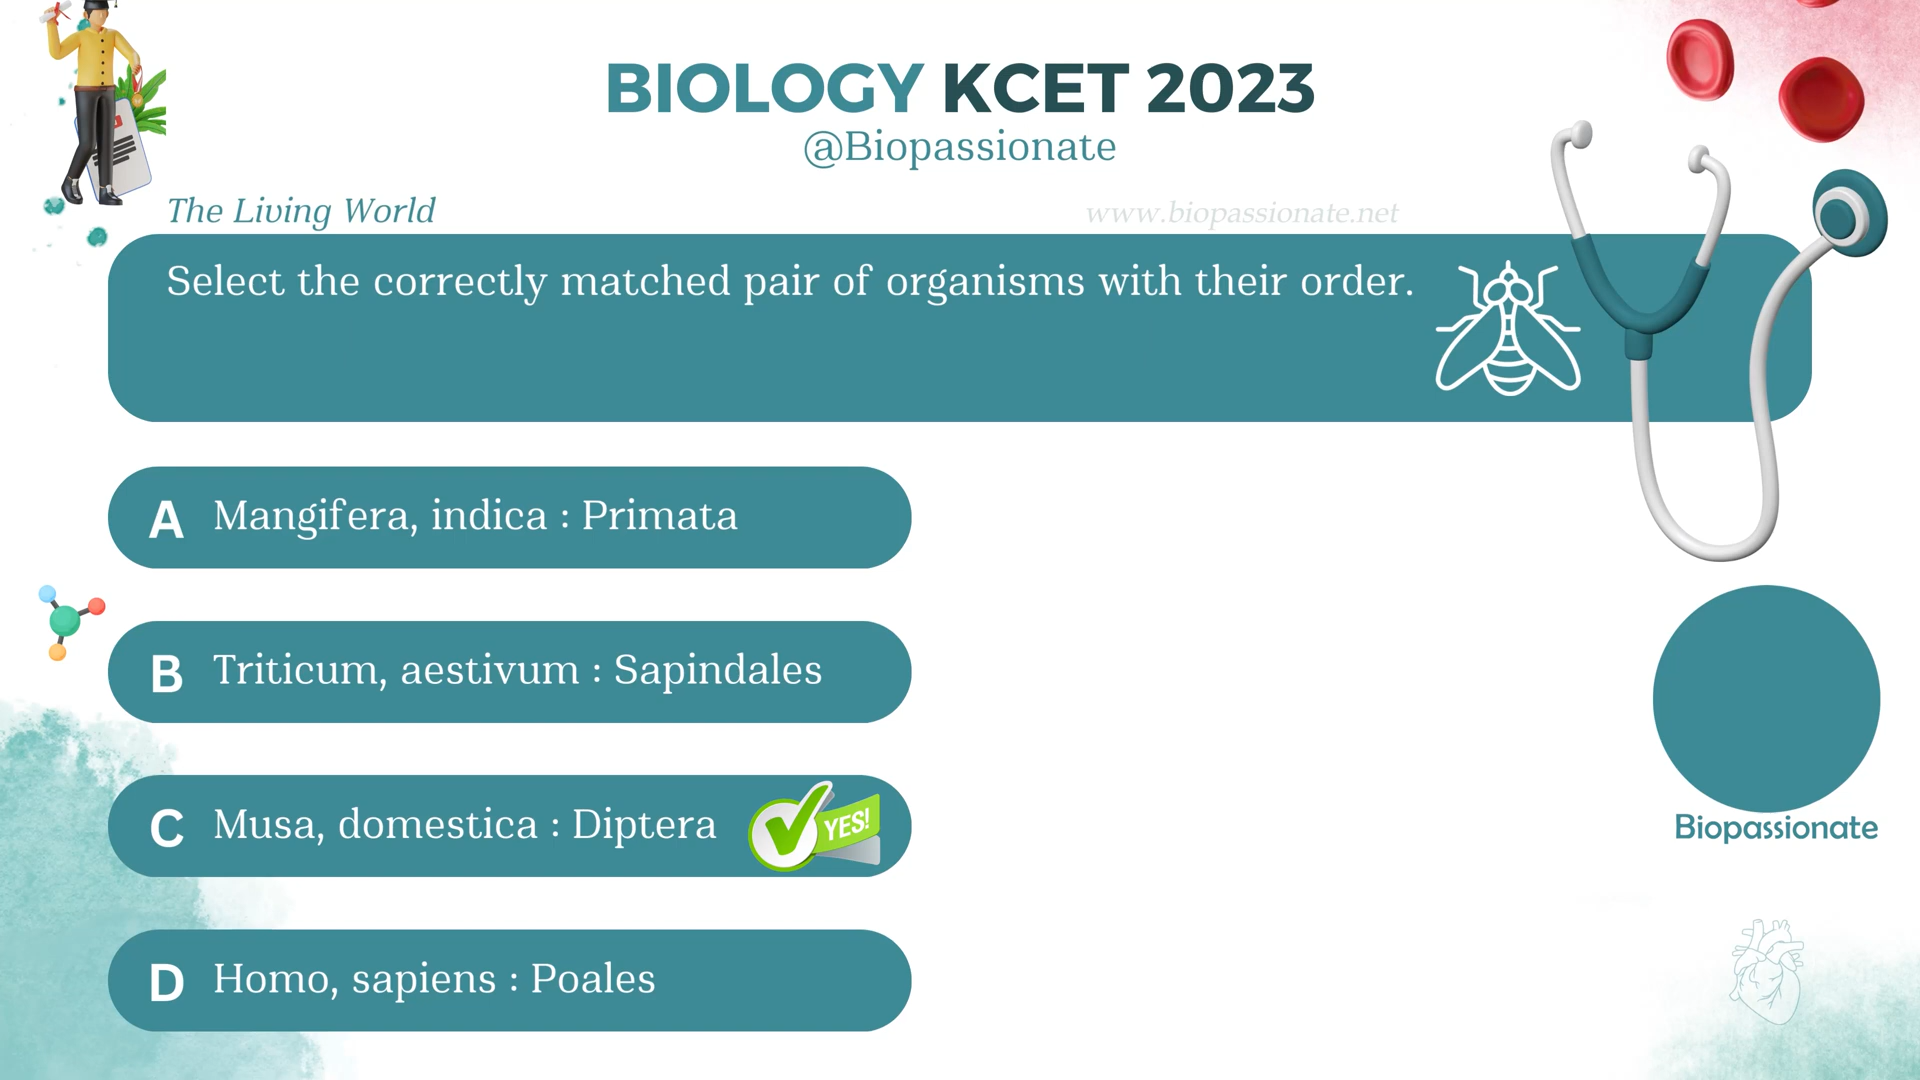 BIOLOGY KCET 2023
@Biopassionate
The Living World
www.biopassionate.net
Select the correctly matched pair of organisms with their order.
A Mangifera, indica : Primata
B Triticum, aestivum : Sapindales
C Musa, domestica : Diptera
YES!
D Homo, sapiens : Poales
Biopassionate